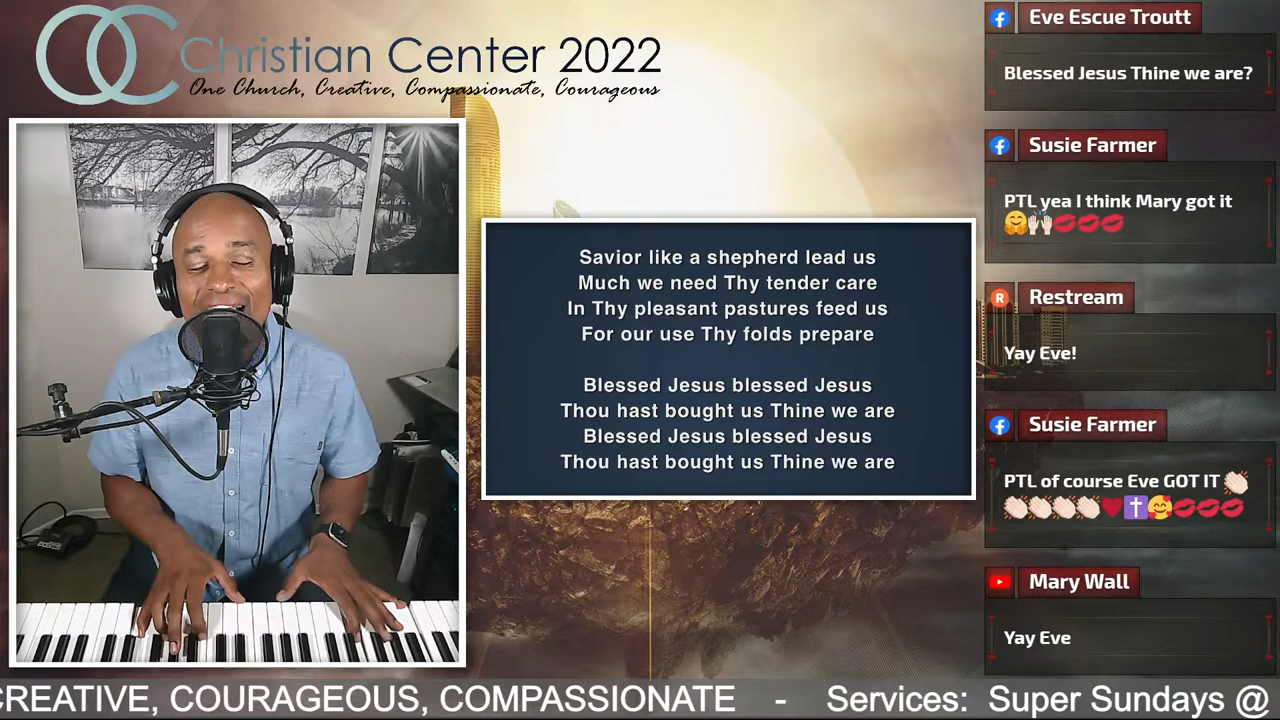 OC Christian Center 2022
One Church, Creative, Compassionate, Courageous
Savior like a shepherd lead us
Much we need Thy tender care
In Thy pleasant pastures feed us
For our use Thy folds prepare
Blessed Jesus blessed Jesus
Thou hast bought us Thine we are
Blessed Jesus blessed Jesus
Thou hast bought us Thine we are
Eve Escue Troutt
Blessed Jesus Thine we are?
Susie Farmer
PTL yea I think Mary got it
🤗🙌🏻💋💋💋
R Restream
Yay Eve!
Susie Farmer
PTL of course Eve GOT IT 👏🏻
👏🏻👏🏻👏🏻👏🏻❤️✝️🥰💋💋💋
Mary Wall
Yay Eve
CREATIVE, COURAGEOUS, COMPASSIONATE - Services: Super Sundays @